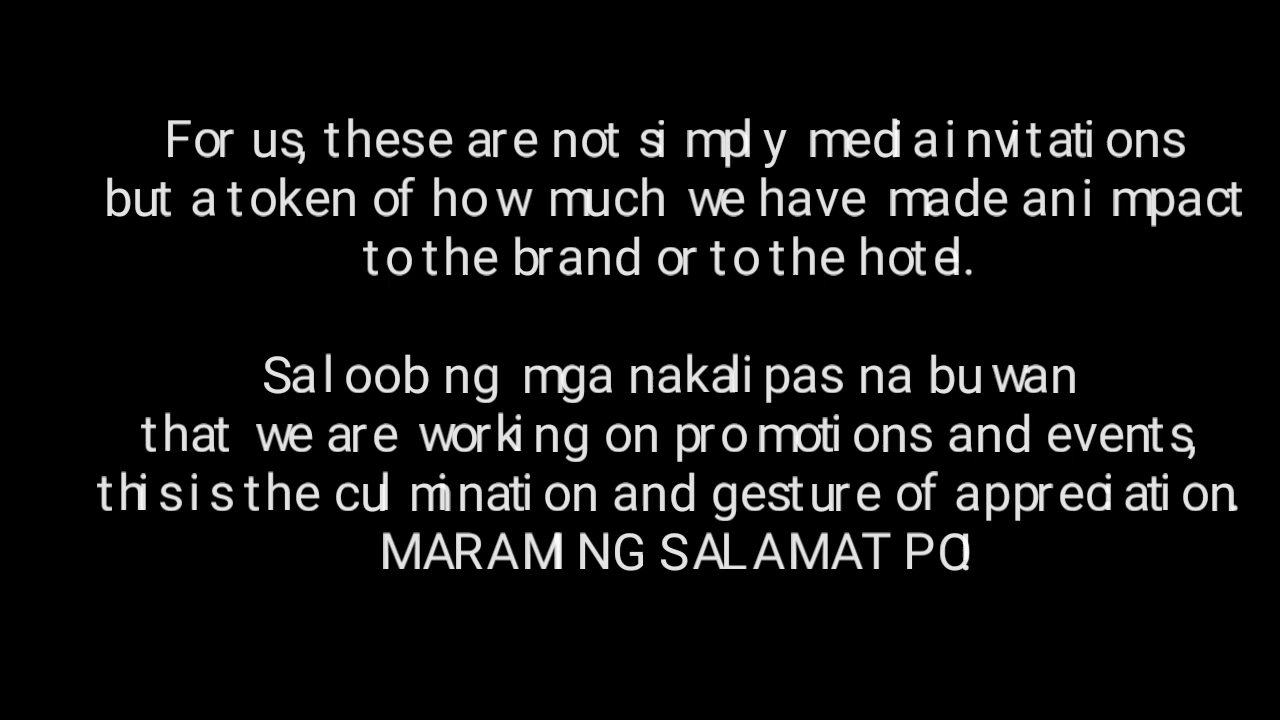 For us, these are not simply media invitations
but a token of how much we have made an impact
to the brand or to the hotel.
Sa loob ng mga nakalipas na buwan
that we are working on promotions and events,
this is the culmination and gesture of appreciation.
MARAMING SALAMAT PO!